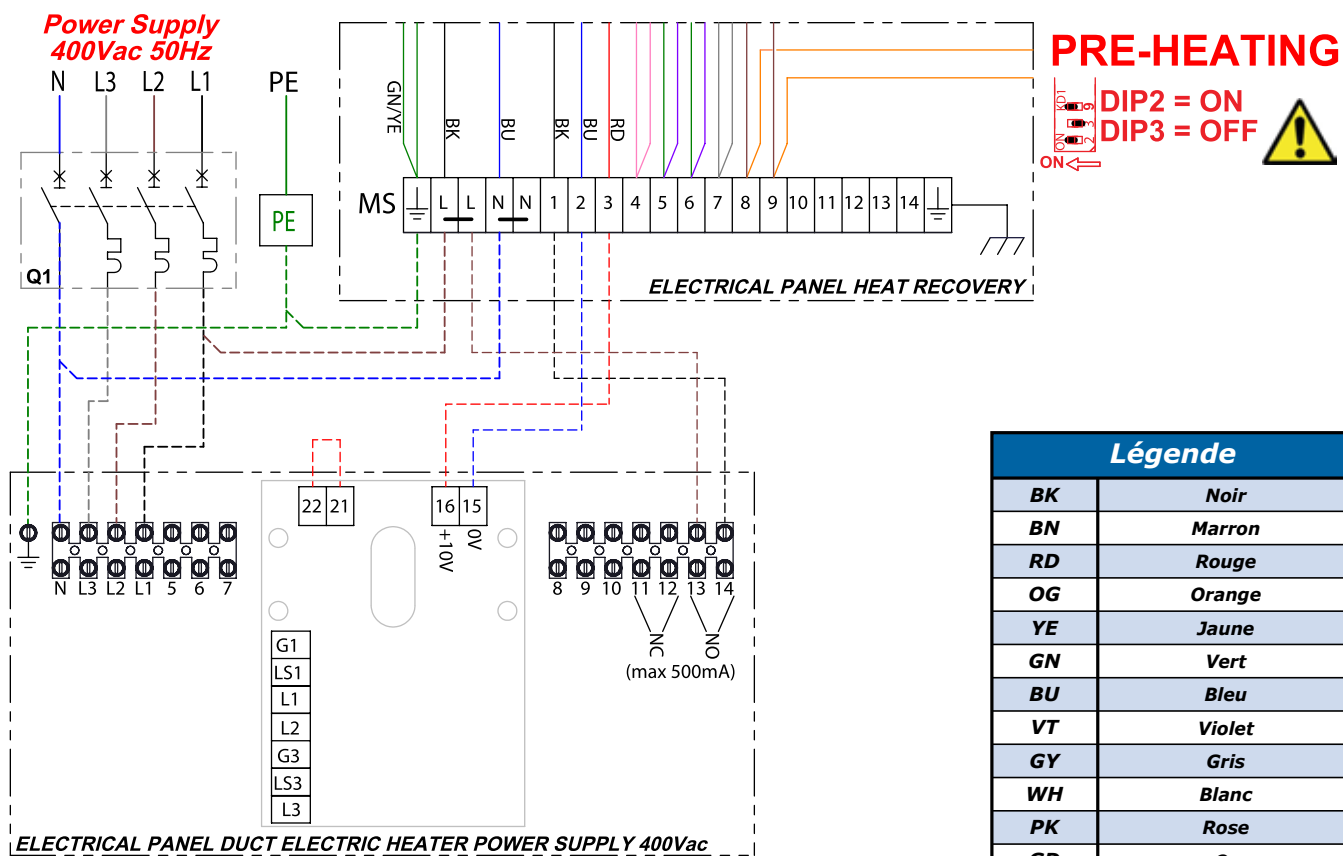 Power Supply
400Vac 50Hz
N L3 L2 L1 PE
Q1
PE
GN/YE BK BU BK BU RD
MS L L N N 1 2 3 4 5 6 7 8 9 10 11 12 13 14
ELECTRICAL PANEL HEAT RECOVERY
PRE-HEATING
KD1
ON
2 3 9
DIP2 = ON
DIP3 = OFF
ON
22 21 16 15
+10V 0V
N L3 L2 L1 5 6 7
8 9 10 11 12 13 14
NC NO
(max 500mA)
G1
LS1
L1
L2
G3
LS3
L3
ELECTRICAL PANEL DUCT ELECTRIC HEATER POWER SUPPLY 400Vac
Légende
BK Noir
BN Marron
RD Rouge
OG Orange
YE Jaune
GN Vert
BU Bleu
VT Violet
GY Gris
WH Blanc
PK Rose